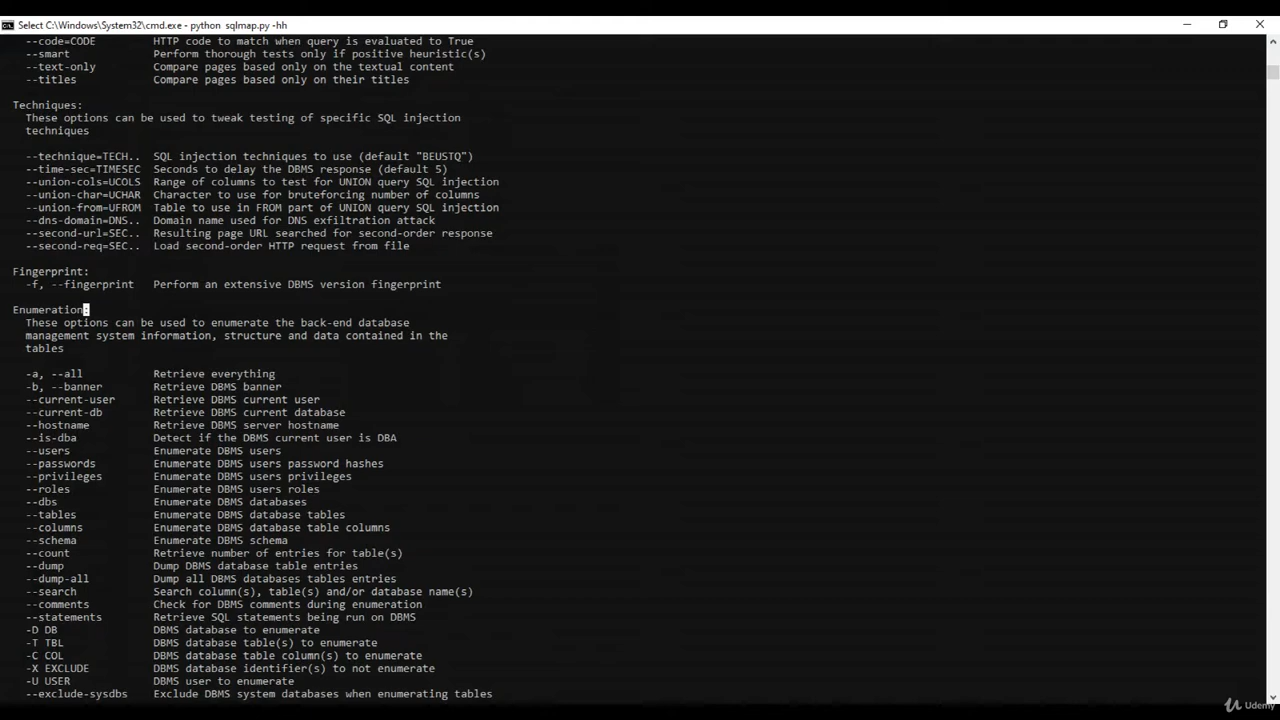 Select C:\Windows\System32\cmd.exe - python sqlmap.py -hh
--code=CODE HTTP code to match when query is evaluated to True
--smart Perform thorough tests only if positive heuristic(s)
--text-only Compare pages based only on the textual content
--titles Compare pages based only on their titles
Techniques:
These options can be used to tweak testing of specific SQL injection
techniques
--technique=TECH.. SQL injection techniques to use (default "BEUSTQ")
--time-sec=TIMESEC Seconds to delay the DBMS response (default 5)
--union-cols=UCOLS Range of columns to test for UNION query SQL injection
--union-char=UCHAR Character to use for bruteforcing number of columns
--union-from=UFROM Table to use in FROM part of UNION query SQL injection
--dns-domain=DNS.. Domain name used for DNS exfiltration attack
--second-url=SEC.. Resulting page URL searched for second-order response
--second-req=SEC.. Load second-order HTTP request from file
Fingerprint:
-f, --fingerprint Perform an extensive DBMS version fingerprint
Enumeration:
These options can be used to enumerate the back-end database
management system information, structure and data contained in the
tables
-a, --all Retrieve everything
-b, --banner Retrieve DBMS banner
--current-user Retrieve DBMS current user
--current-db Retrieve DBMS current database
--hostname Retrieve DBMS server hostname
--is-dba Detect if the DBMS current user is DBA
--users Enumerate DBMS users
--passwords Enumerate DBMS users password hashes
--privileges Enumerate DBMS users privileges
--roles Enumerate DBMS users roles
--dbs Enumerate DBMS databases
--tables Enumerate DBMS database tables
--columns Enumerate DBMS database table columns
--schema Enumerate DBMS schema
--count Retrieve number of entries for table(s)
--dump Dump DBMS database table entries
--dump-all Dump all DBMS databases tables entries
--search Search column(s), table(s) and/or database name(s)
--comments Check for DBMS comments during enumeration
--statements Retrieve SQL statements being run on DBMS
-D DB DBMS database to enumerate
-T TBL DBMS database table(s) to enumerate
-C COL DBMS database table column(s) to enumerate
-X EXCLUDE DBMS database identifier(s) to not enumerate
-U USER DBMS user to enumerate
--exclude-sysdbs Exclude DBMS system databases when enumerating tables
Udemy